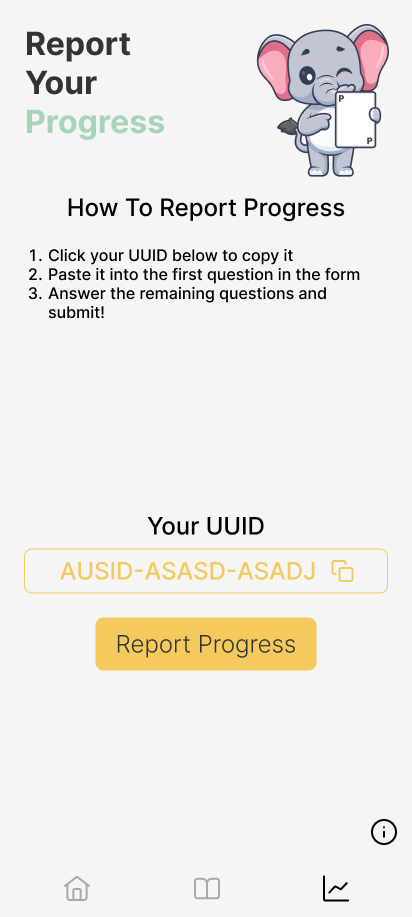 Report
Your
Progress
P
P
How To Report Progress
1. Click your UUID below to copy it
2. Paste it into the first question in the form
3. Answer the remaining questions and
submit!
Your UUID
AUSID-ASASD-ASADJ
Report Progress